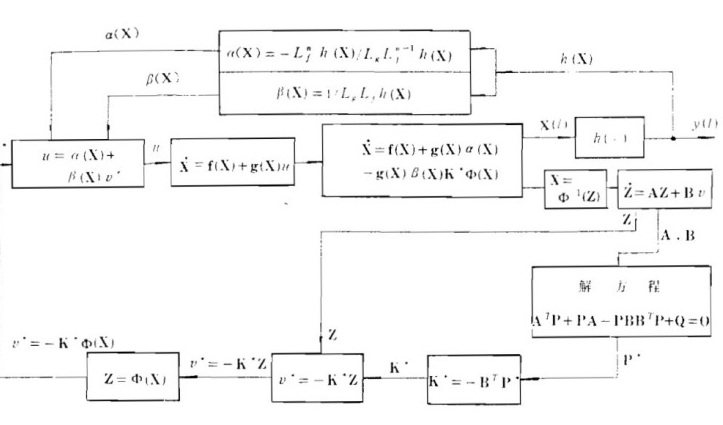 α(X)
α(X) = −L_f^n h(X)/L_g L_f^{n−1} h(X)
h(X)
β(X)
β(X) = 1/L_g L_f h(X)
X(t)
y(t)
u = α(X)+
β(X) v*
u
Ẋ = f(X)+g(X)u
Ẋ = f(X)+g(X) α(X)
−g(X) β(X)K*Φ(X)
h(·)
X =
Φ⁻¹(Z)
Ż = AZ + B v
Z
A . B
解 方 程
AᵀP + PA − PBBᵀP + Q = 0
Z
P*
v* = −K*Φ(X)
Z = Φ(X)
v* = −K*Z
v* = −K*Z
K*
K* = −BᵀP*